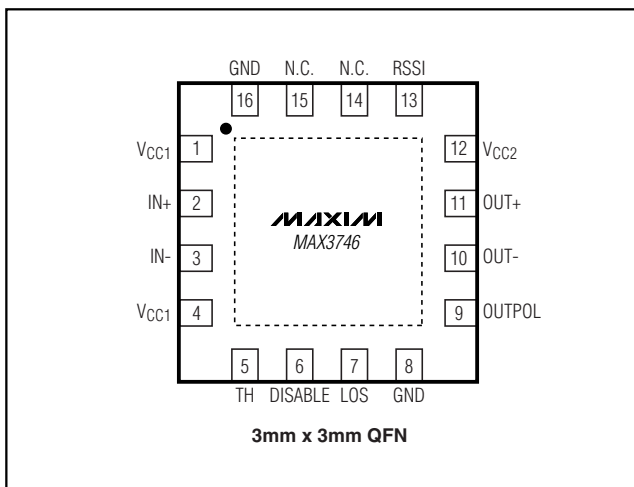 GND N.C. N.C. RSSI
16 15 14 13
VCC1 1 12 VCC2
IN+ 2 11 OUT+
MAXIM
MAX3746
IN- 3 10 OUT-
VCC1 4 9 OUTPOL
5 6 7 8
TH DISABLE LOS GND
3mm x 3mm QFN